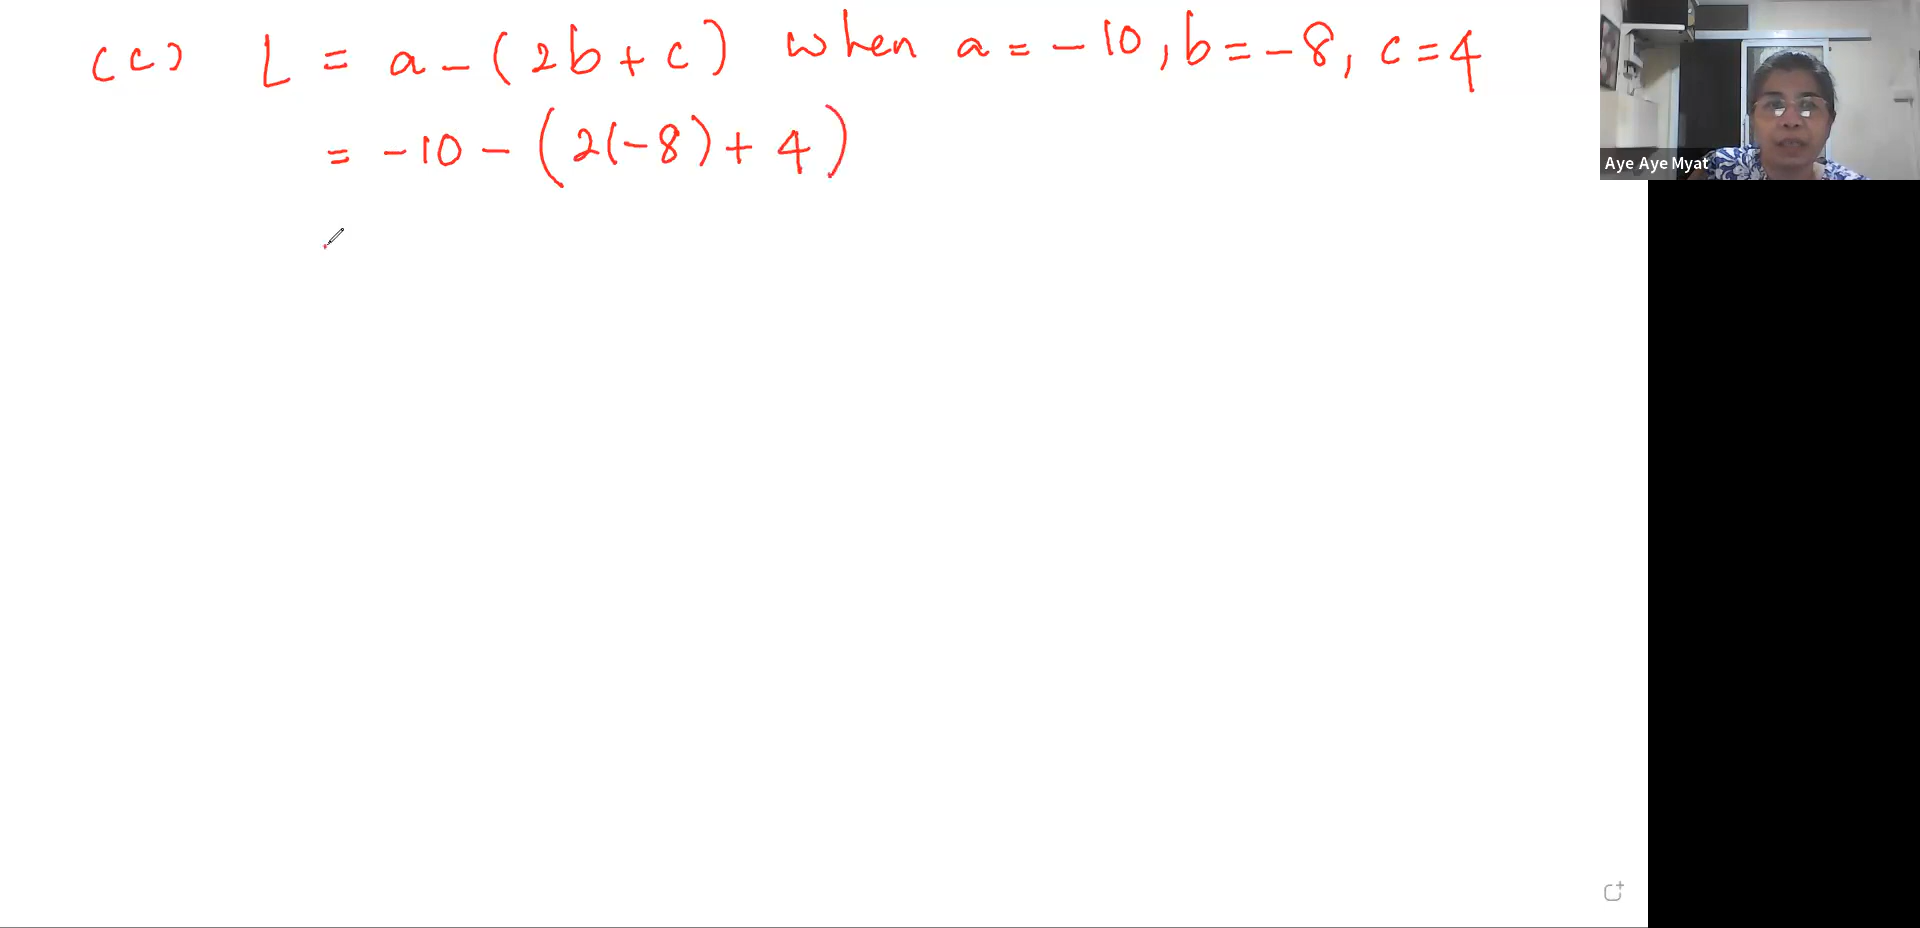 (c) L = a - (2b + c) when a = -10, b = -8, c = 4
= -10 - (2(-8) + 4)
Aye Aye Myat